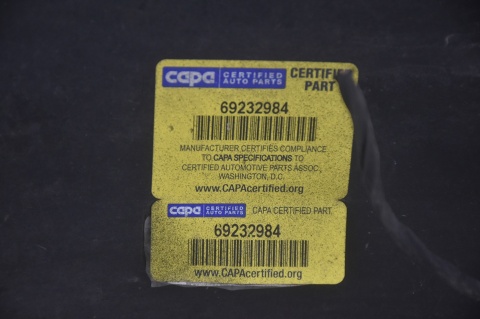 capa CERTIFIED AUTO PARTS CERTIFIED PART
69232984
MANUFACTURER CERTIFIES COMPLIANCE
TO CAPA SPECIFICATIONS TO
CERTIFIED AUTOMOTIVE PARTS ASSOC.
WASHINGTON, D.C.
www.CAPAcertified.org
capa CERTIFIED AUTO PARTS CAPA CERTIFIED PART
69232984
www.CAPAcertified.org